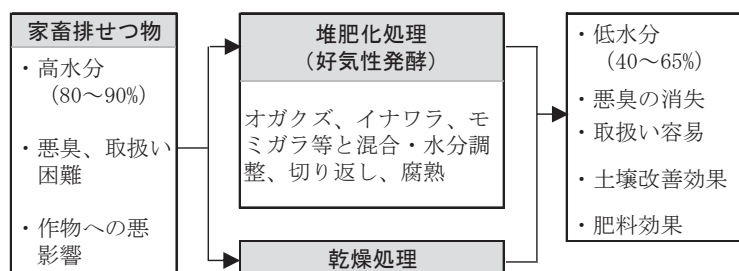 家畜排せつ物
・高水分
(80～90%)
・悪臭、取扱い
困難
・作物への悪
影響
堆肥化処理
(好気性発酵)
オガクズ、イナワラ、モ
ミガラ等と混合・水分調
整、切り返し、腐熟
乾燥処理
・低水分
(40～65%)
・悪臭の消失
・取扱い容易
・土壌改善効果
・肥料効果